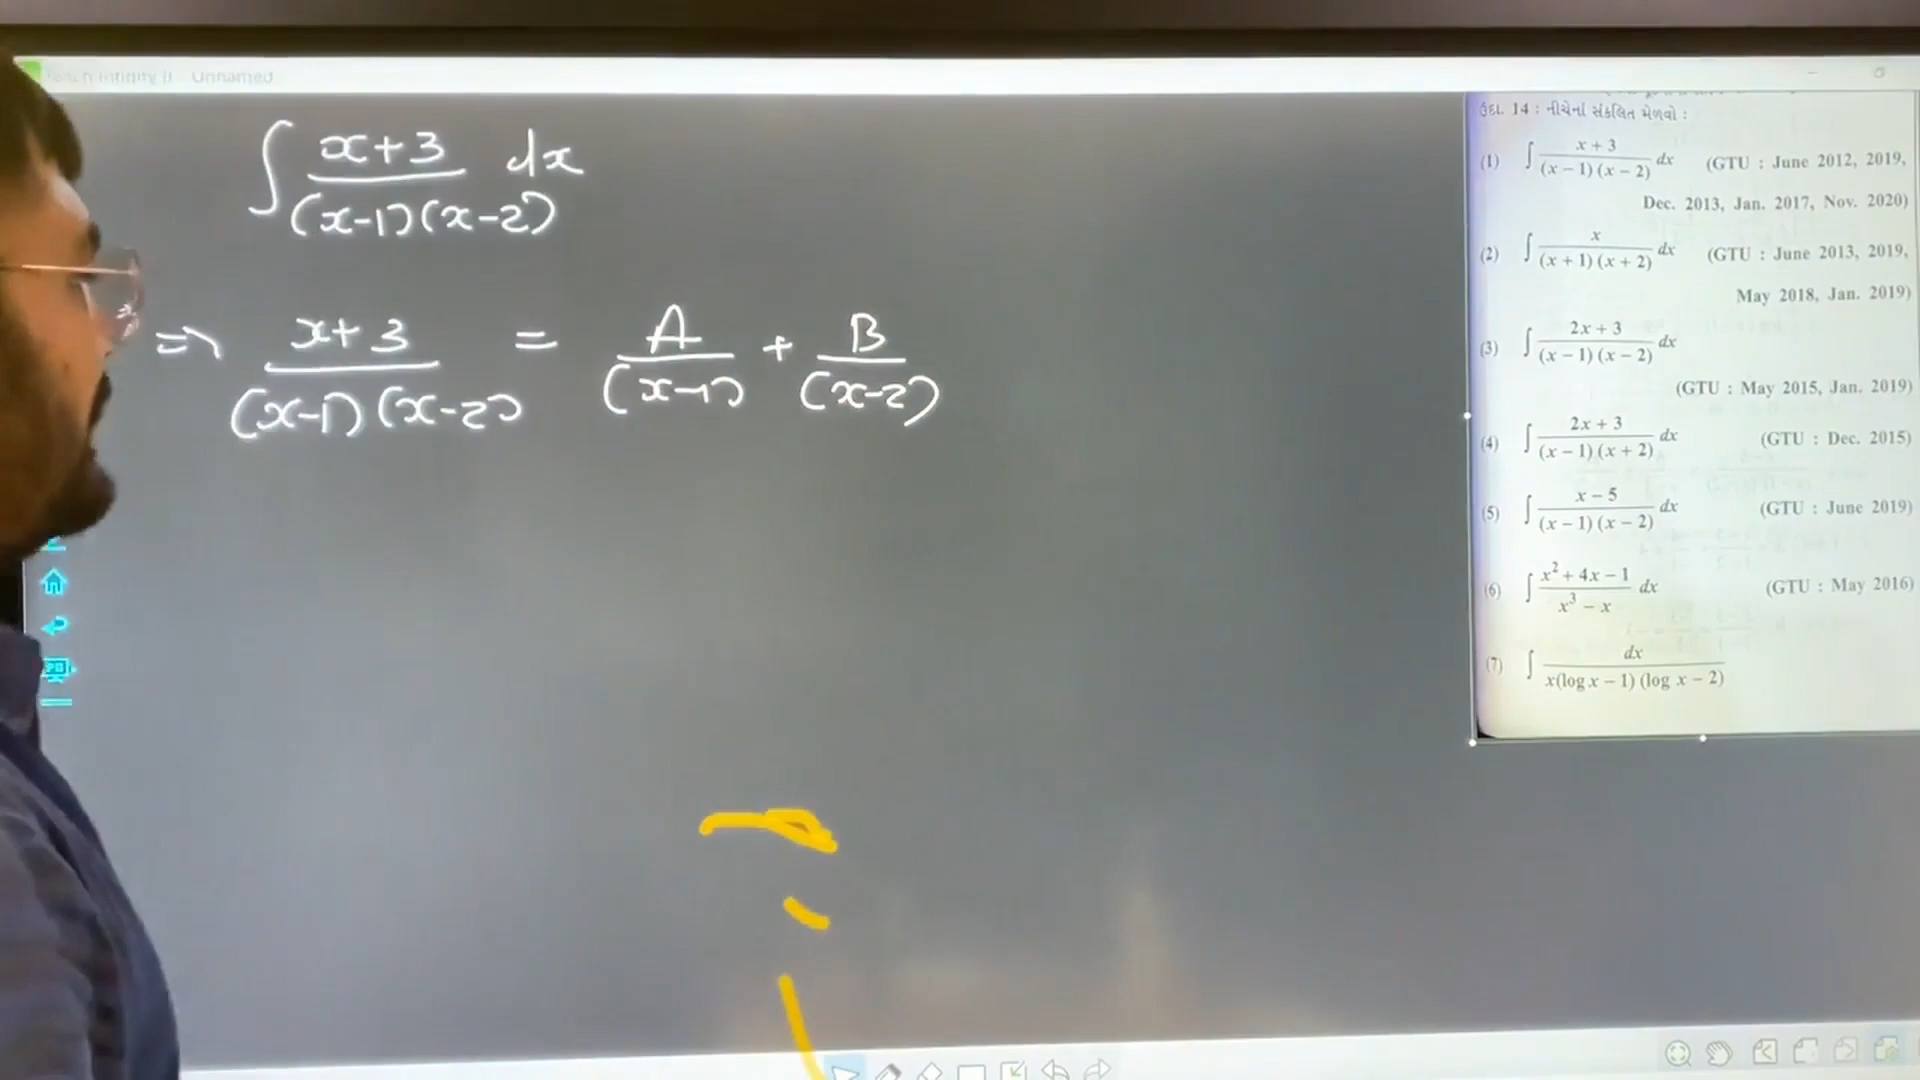 Unnamed
∫ x+3 / (x-1)(x-2) dx
⇒ x+3 / (x-1)(x-2) = A / (x-1) + B / (x-2)
ઉદા. 14 : નીચેનાં સંકલિત મેળવો :
(1) ∫ x + 3 / (x − 1) (x − 2) dx (GTU : June 2012, 2019,
Dec. 2013, Jan. 2017, Nov. 2020)
(2) ∫ x / (x + 1) (x + 2) dx (GTU : June 2013, 2019,
May 2018, Jan. 2019)
(3) ∫ 2x + 3 / (x − 1) (x − 2) dx
(GTU : May 2015, Jan. 2019)
(4) ∫ 2x + 3 / (x − 1) (x + 2) dx (GTU : Dec. 2015)
(5) ∫ x − 5 / (x − 1) (x − 2) dx (GTU : June 2019)
(6) ∫ x² + 4x − 1 / x³ − x dx (GTU : May 2016)
(7) ∫ dx / x(log x − 1) (log x − 2)